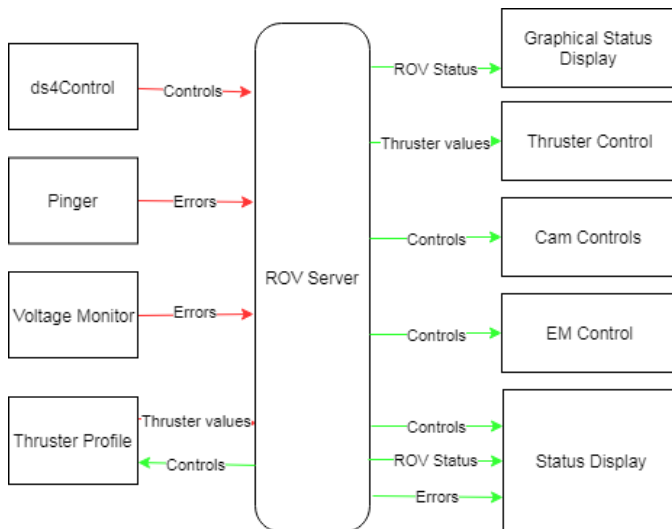 Graphical Status
Display
ROV Status
ds4Control
Controls
Thruster values
Thruster Control
Pinger
Errors
Controls
Cam Controls
ROV Server
Voltage Monitor
Errors
Controls
EM Control
Thruster values
Thruster Profile
Controls
Controls
ROV Status
Status Display
Errors